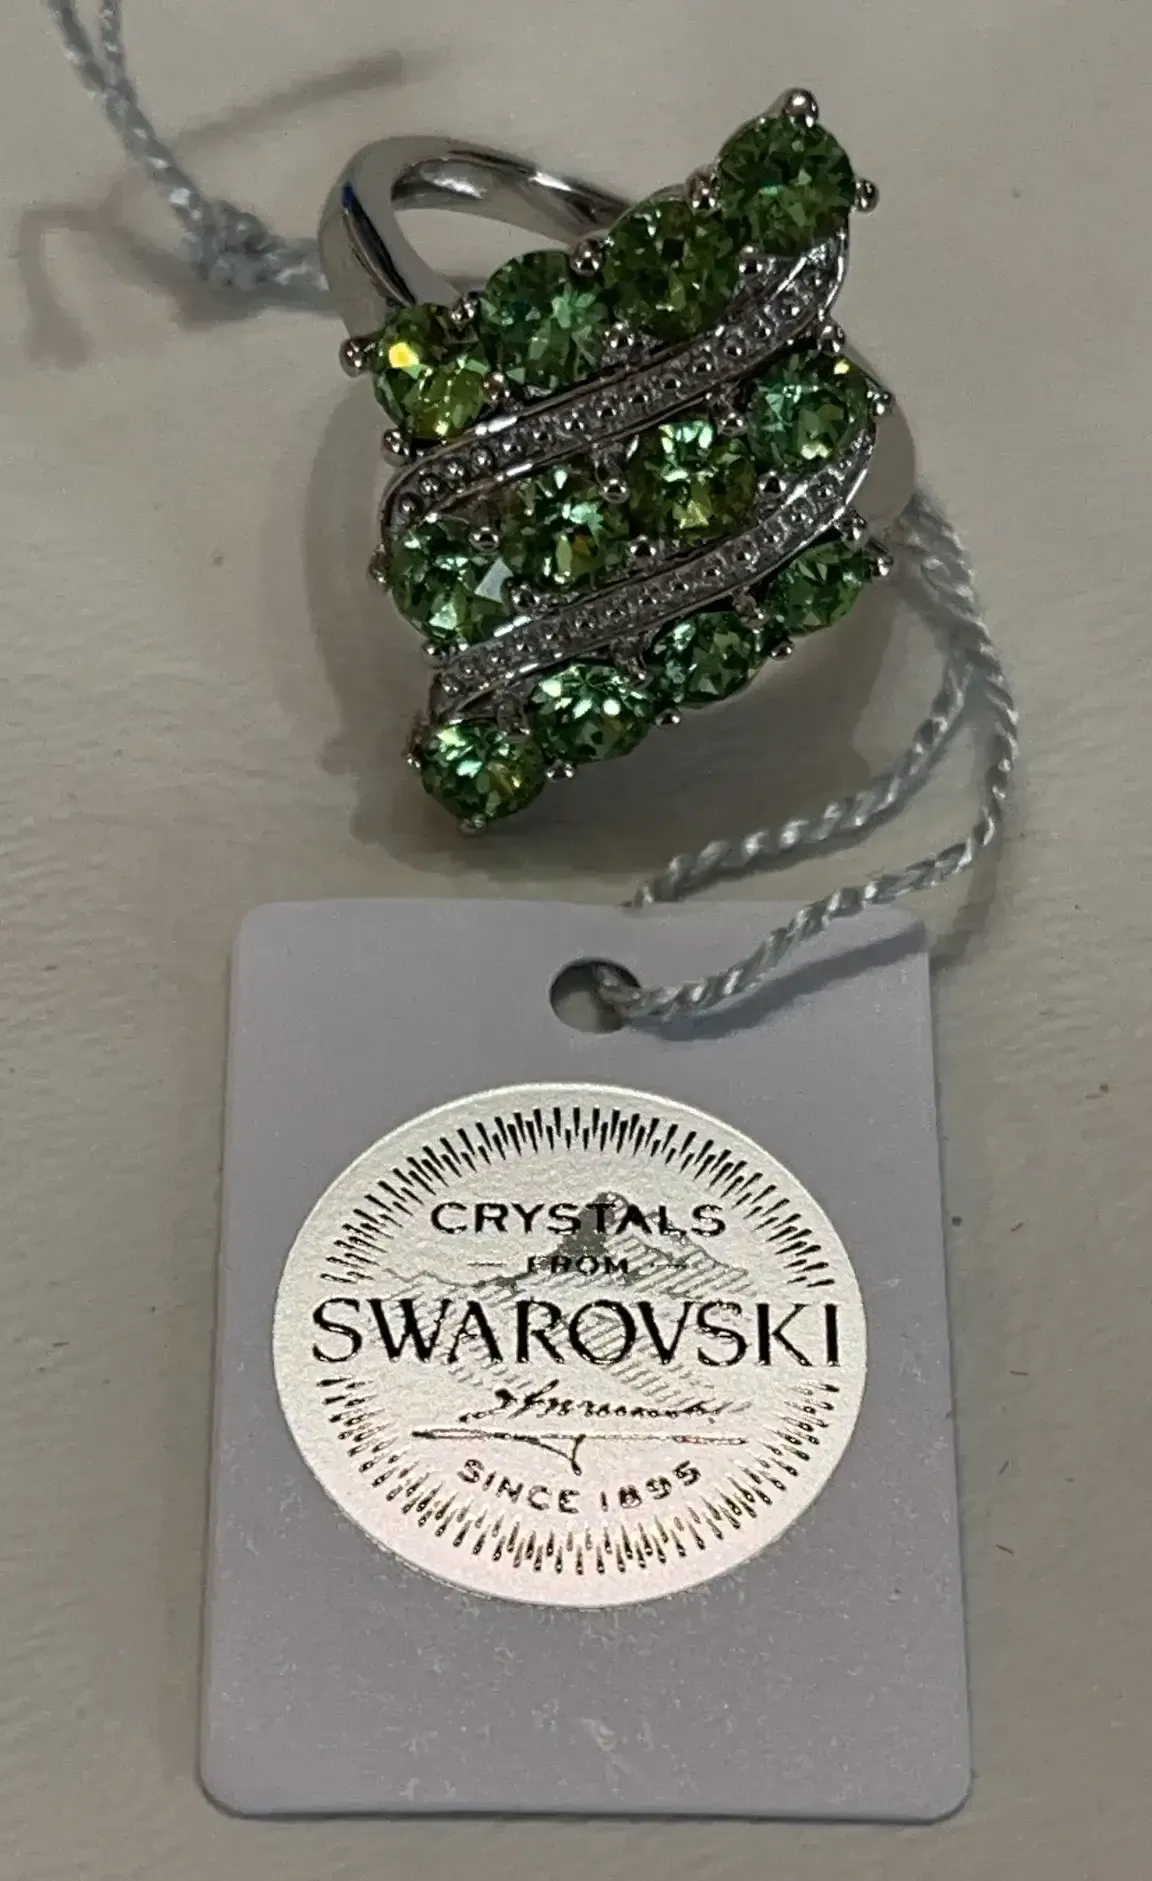 CRYSTALS
FROM
SWAROVSKI
SINCE 1895